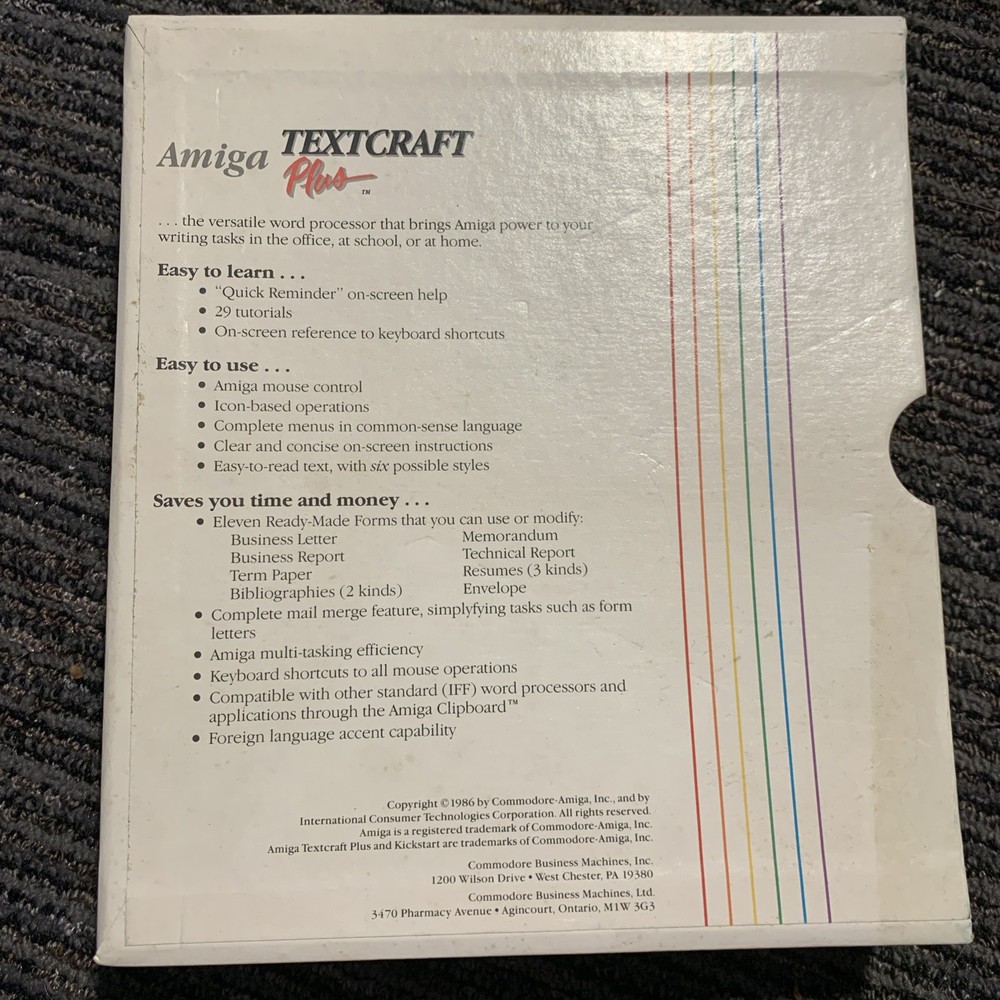 Amiga TEXTCRAFT
Plus™
. . . the versatile word processor that brings Amiga power to your
writing tasks in the office, at school, or at home.
Easy to learn . . .
• “Quick Reminder” on-screen help
• 29 tutorials
• On-screen reference to keyboard shortcuts
Easy to use . . .
• Amiga mouse control
• Icon-based operations
• Complete menus in common-sense language
• Clear and concise on-screen instructions
• Easy-to-read text, with six possible styles
Saves you time and money . . .
• Eleven Ready-Made Forms that you can use or modify:
Business Letter Memorandum
Business Report Technical Report
Term Paper Resumes (3 kinds)
Bibliographies (2 kinds) Envelope
• Complete mail merge feature, simplyfying tasks such as form
letters
• Amiga multi-tasking efficiency
• Keyboard shortcuts to all mouse operations
• Compatible with other standard (IFF) word processors and
applications through the Amiga Clipboard™
• Foreign language accent capability
Copyright ©1986 by Commodore-Amiga, Inc., and by
International Consumer Technologies Corporation. All rights reserved.
Amiga is a registered trademark of Commodore-Amiga, Inc.
Amiga Textcraft Plus and Kickstart are trademarks of Commodore-Amiga, Inc.
Commodore Business Machines, Inc.
1200 Wilson Drive • West Chester, PA 19380
Commodore Business Machines, Ltd.
3470 Pharmacy Avenue • Agincourt, Ontario, M1W 3G3